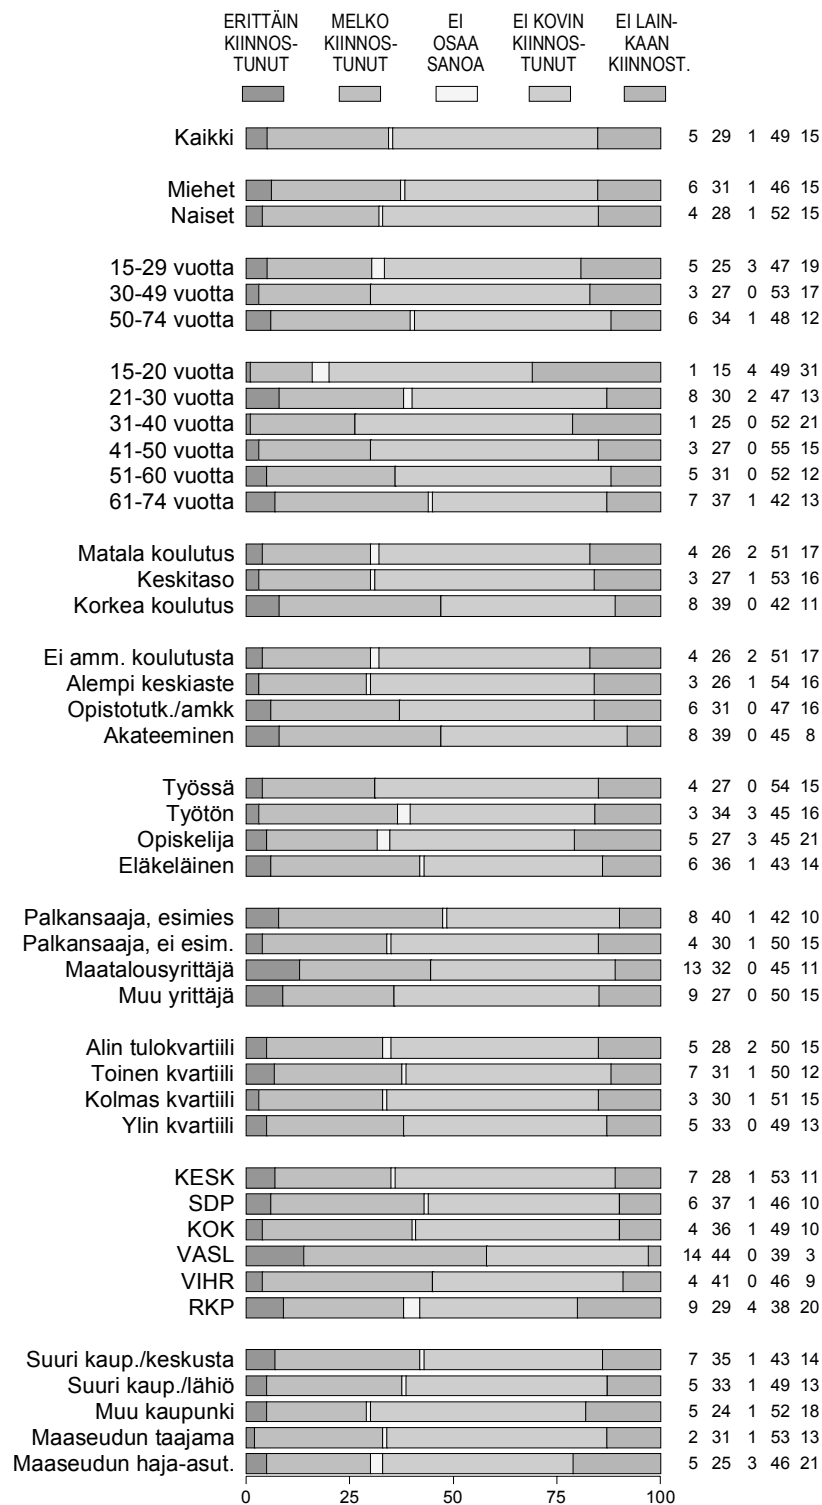 ERITTÄIN MELKO EI EI KOVIN EI LAIN-
KIINNOS- KIINNOS- OSAA KIINNOS- KAAN
TUNUT TUNUT SANOA TUNUT KIINNOST.
Kaikki 5 29 1 49 15
Miehet 6 31 1 46 15
Naiset 4 28 1 52 15
15-29 vuotta 5 25 3 47 19
30-49 vuotta 3 27 0 53 17
50-74 vuotta 6 34 1 48 12
15-20 vuotta 1 15 4 49 31
21-30 vuotta 8 30 2 47 13
31-40 vuotta 1 25 0 52 21
41-50 vuotta 3 27 0 55 15
51-60 vuotta 5 31 0 52 12
61-74 vuotta 7 37 1 42 13
Matala koulutus 4 26 2 51 17
Keskitaso 3 27 1 53 16
Korkea koulutus 8 39 0 42 11
Ei amm. koulutusta 4 26 2 51 17
Alempi keskiaste 3 26 1 54 16
Opistotutk./amkk 6 31 0 47 16
Akateeminen 8 39 0 45 8
Työssä 4 27 0 54 15
Työtön 3 34 3 45 16
Opiskelija 5 27 3 45 21
Eläkeläinen 6 36 1 43 14
Palkansaaja, esimies 8 40 1 42 10
Palkansaaja, ei esim. 4 30 1 50 15
Maatalousyrittäjä 13 32 0 45 11
Muu yrittäjä 9 27 0 50 15
Alin tulokvartiili 5 28 2 50 15
Toinen kvartiili 7 31 1 50 12
Kolmas kvartiili 3 30 1 51 15
Ylin kvartiili 5 33 0 49 13
KESK 7 28 1 53 11
SDP 6 37 1 46 10
KOK 4 36 1 49 10
VASL 14 44 0 39 3
VIHR 4 41 0 46 9
RKP 9 29 4 38 20
Suuri kaup./keskusta 7 35 1 43 14
Suuri kaup./lähiö 5 33 1 49 13
Muu kaupunki 5 24 1 52 18
Maaseudun taajama 2 31 1 53 13
Maaseudun haja-asut. 5 25 3 46 21
0 25 50 75 100